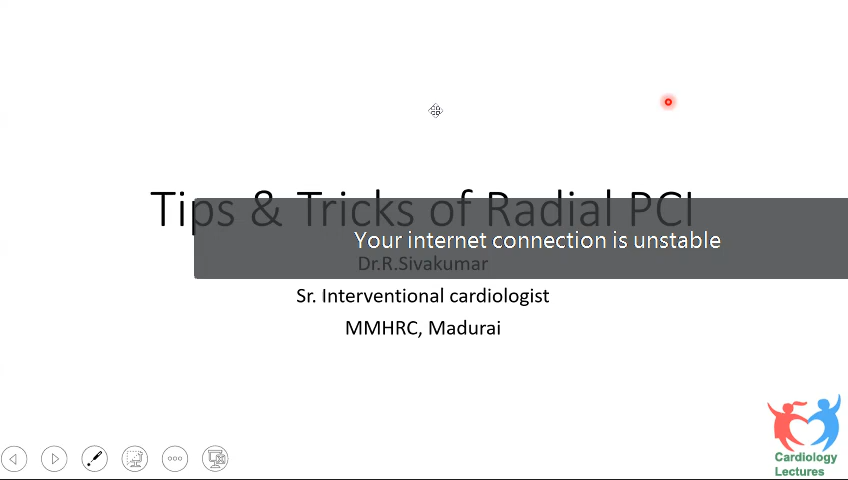 Tips & Tricks of Radial PCI
Your internet connection is unstable
Dr.R.Sivakumar
Sr. Interventional cardiologist
MMHRC, Madurai
Cardiology
Lectures